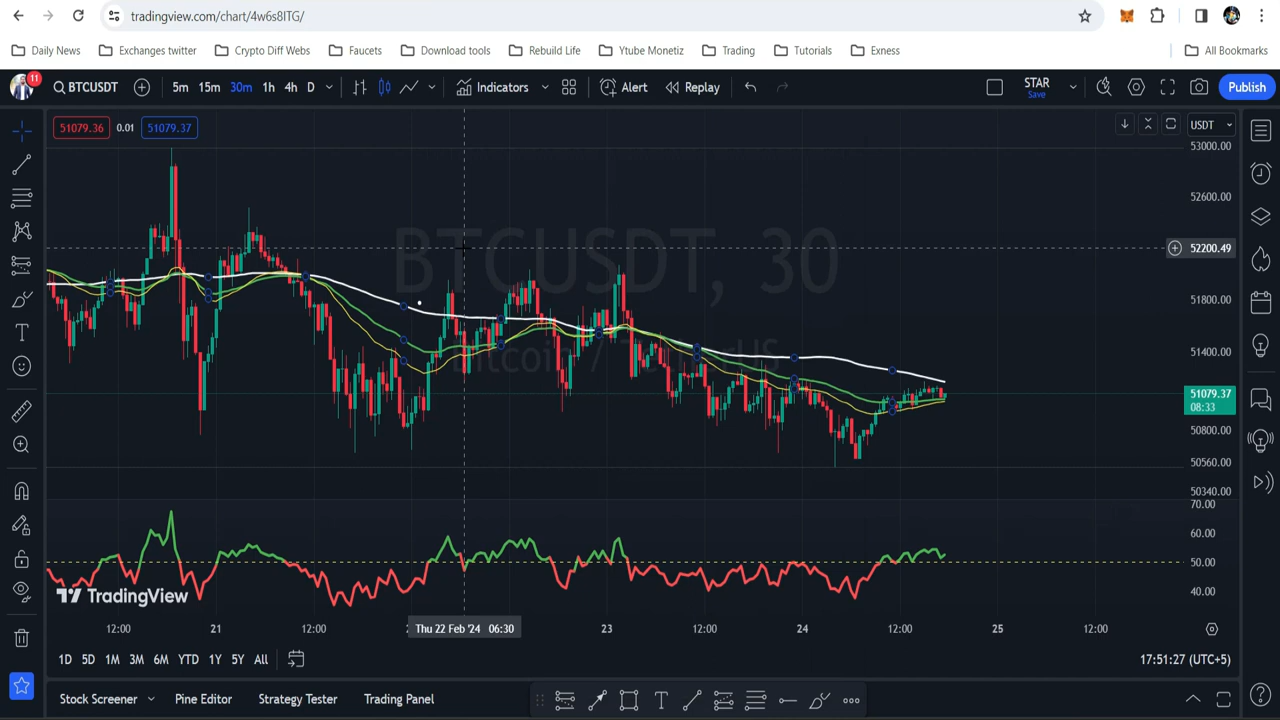 tradingview.com/chart/4w6s8ITG/
Daily News Exchanges twitter Crypto Diff Webs Faucets Download tools Rebuild Life Ytube Monetiz Trading Tutorials Exness All Bookmarks
11 BTCUSDT 5m 15m 30m 1h 4h D Indicators Alert Replay STAR Save Publish
51079.36 0.01 51079.37 USDT
53000.00
52600.00
BTCUSDT, 30
52200.49
51800.00
Bitcoin / TetherUS
51400.00
51079.37
08:33
50800.00
50560.00
50340.00
70.00
60.00
50.00
40.00
TradingView
12:00 21 12:00 Thu 22 Feb '24 06:30 23 12:00 24 12:00 25 12:00
1D 5D 1M 3M 6M YTD 1Y 5Y All 17:51:27 (UTC+5)
Stock Screener Pine Editor Strategy Tester Trading Panel